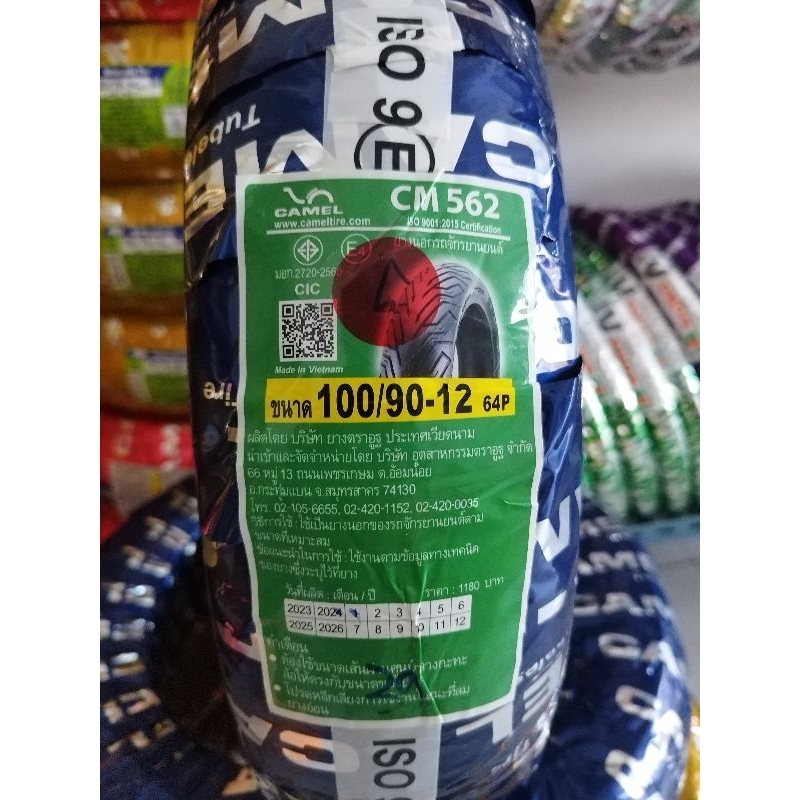 ISO 9
E
Tubele
CAMEL
www.cameltire.com
CM 562
ISO 9001:2015 Certification
ยางนอกรถจักรยานยนต์
มอก.2720-2560
CIC
Made in Vietnam
ขนาด 100/90-12 64P
ผลิตโดย บริษัท ยางตราอูฐ ประเทศเวียดนาม
นำเข้าและจัดจำหน่ายโดย บริษัท อุตสาหกรรมตราอูฐ จำกัด
66 หมู่ 13 ถนนเพชรเกษม ต.อ้อมน้อย
อ.กระทุ่มแบน จ.สมุทรสาคร 74130
โทร. 02-105-6655, 02-420-1152, 02-420-0035
วิธีการใช้ : ใช้เป็นยางนอกของรถจักรยานยนต์ตาม
ขนาดที่เหมาะสม
ข้อแนะนำในการใช้ : ใช้งานตามข้อมูลทางเทคนิค
ของยางซึ่งระบุไว้ที่ยาง
วันที่ผลิต : เดือน / ปี ราคา : 1180 บาท
2023 2024 1 2 3 4 5 6
2025 2026 7 8 9 10 11 12
คำเตือน
ISO 9